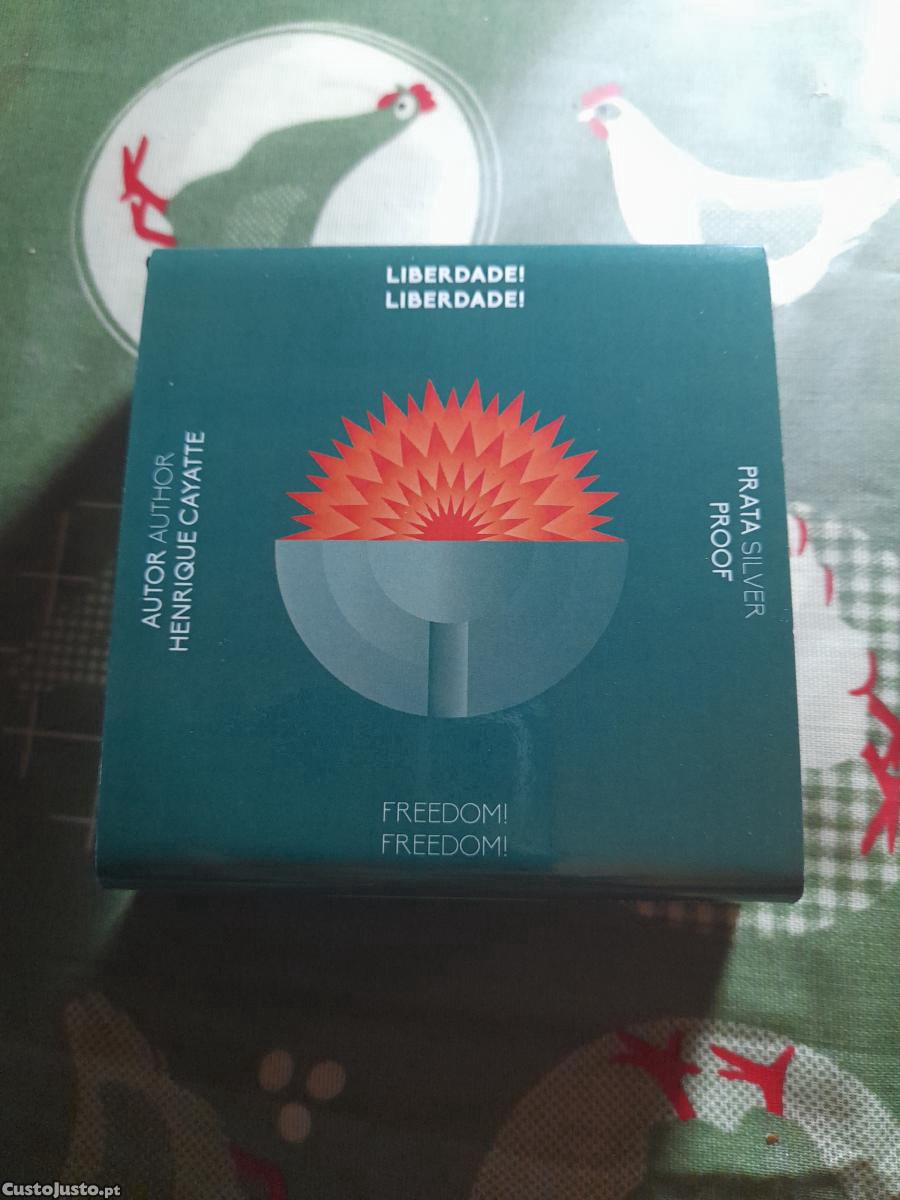 LIBERDADE!
LIBERDADE!
AUTOR AUTHOR
HENRIQUE CAYATTE
PRATA SILVER
PROOF
FREEDOM!
FREEDOM!
CustoJusto.pt